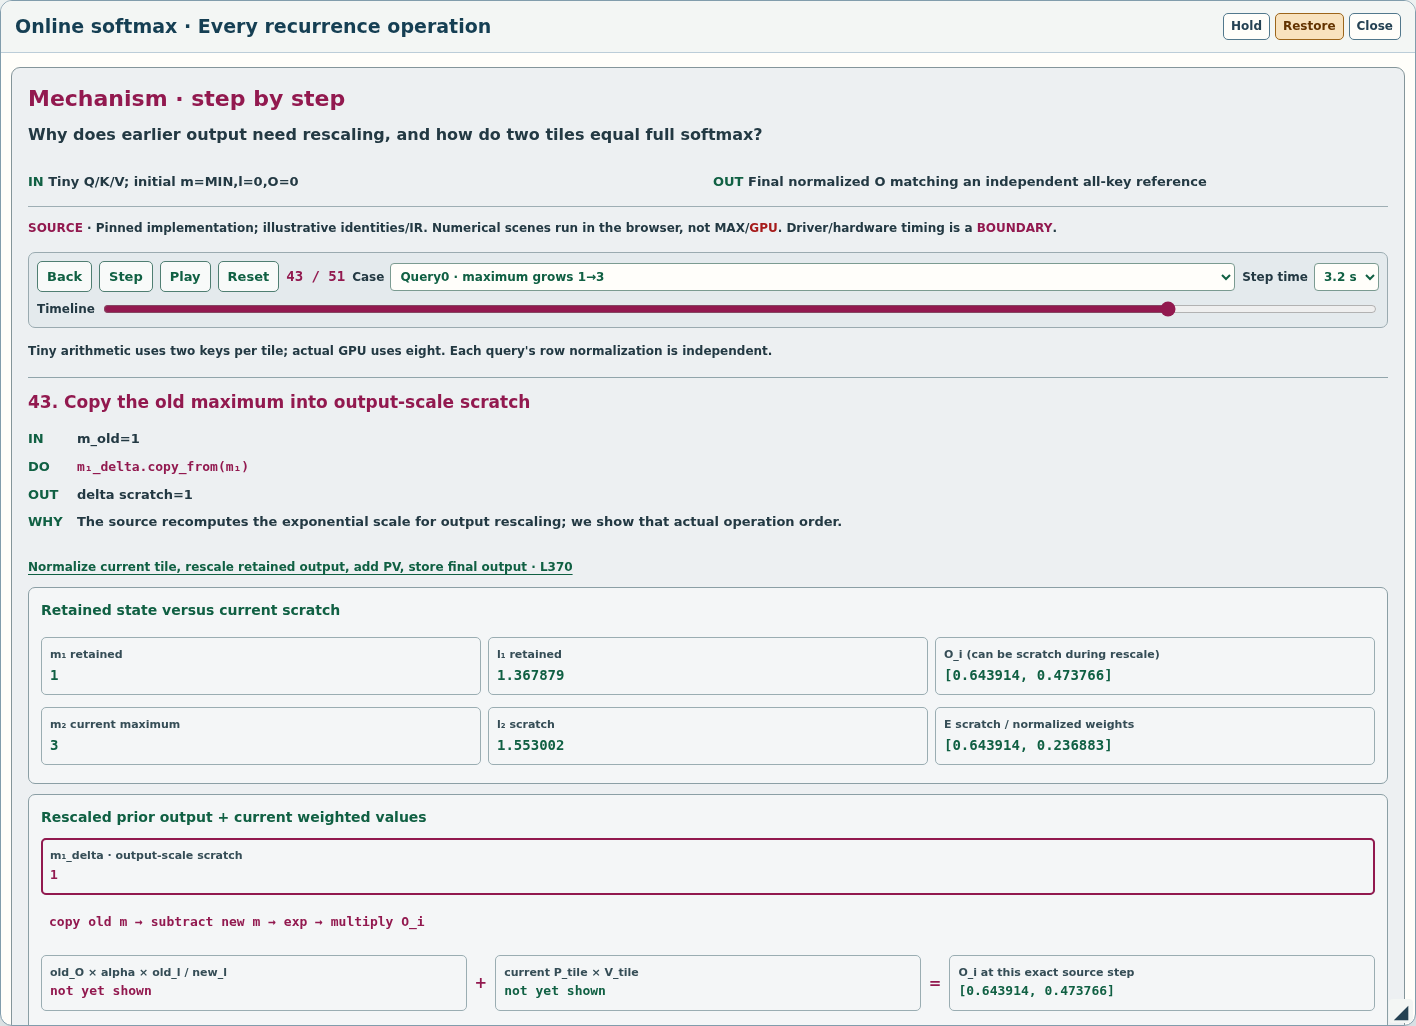 Online softmax · Every recurrence operation
Hold Restore Close
Mechanism · step by step
Why does earlier output need rescaling, and how do two tiles equal full softmax?
IN Tiny Q/K/V; initial m=MIN,l=0,O=0
OUT Final normalized O matching an independent all-key reference
SOURCE · Pinned implementation; illustrative identities/IR. Numerical scenes run in the browser, not MAX/GPU. Driver/hardware timing is a BOUNDARY.
Back Step Play Reset 43 / 51 Case Query0 · maximum grows 1→3 Step time 3.2 s
Timeline
Tiny arithmetic uses two keys per tile; actual GPU uses eight. Each query's row normalization is independent.
43. Copy the old maximum into output-scale scratch
IN m_old=1
DO m₁_delta.copy_from(m₁)
OUT delta scratch=1
WHY The source recomputes the exponential scale for output rescaling; we show that actual operation order.
Normalize current tile, rescale retained output, add PV, store final output · L370
Retained state versus current scratch
m₁ retained
1
l₁ retained
1.367879
O_i (can be scratch during rescale)
[0.643914, 0.473766]
m₂ current maximum
3
l₂ scratch
1.553002
E scratch / normalized weights
[0.643914, 0.236883]
Rescaled prior output + current weighted values
m₁_delta · output-scale scratch
1
copy old m → subtract new m → exp → multiply O_i
old_O × alpha × old_l / new_l
not yet shown
+
current P_tile × V_tile
not yet shown
=
O_i at this exact source step
[0.643914, 0.473766]